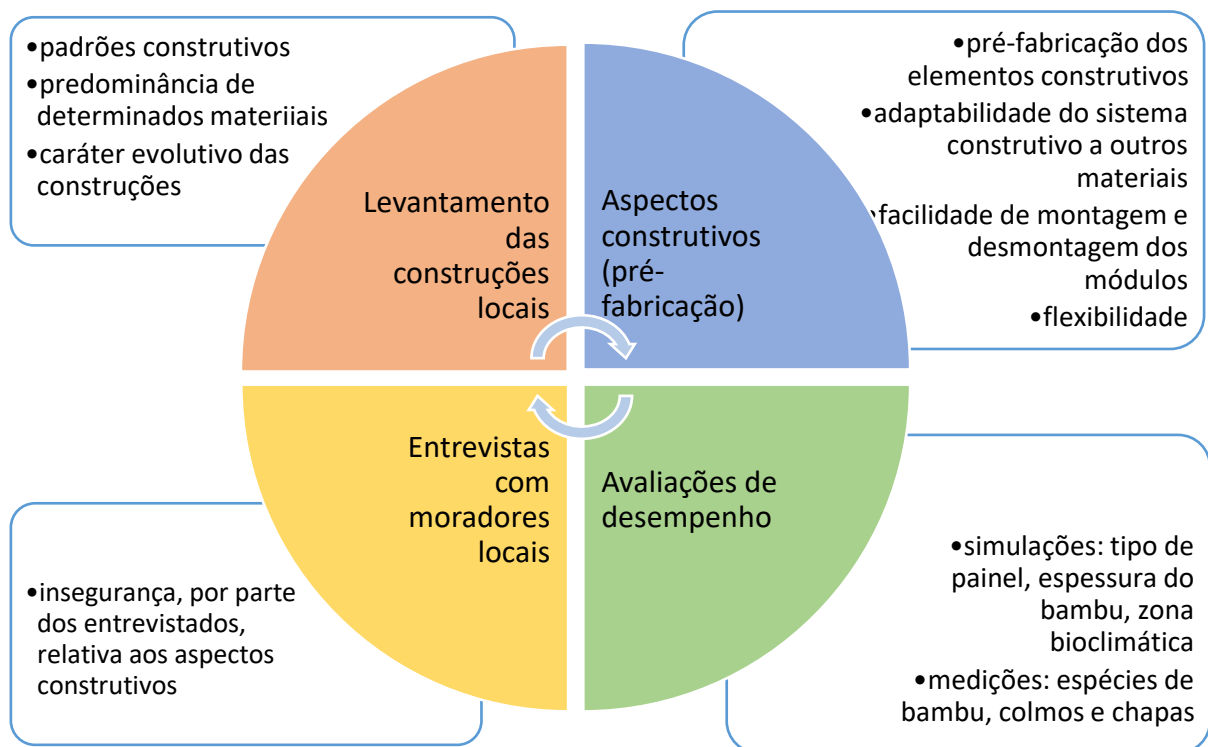 •padrões construtivos
•predominância de
determinados materiiais
•caráter evolutivo das
construções
•pré-fabricação dos
elementos construtivos
•adaptabilidade do sistema
construtivo a outros
materiais
•facilidade de montagem e
desmontagem dos
módulos
•flexibilidade
Levantamento
das
construções
locais
Aspectos
construtivos
(pré-
fabricação)
Entrevistas
com
moradores
locais
Avaliações de
desempenho
•insegurança, por parte
dos entrevistados,
relativa aos aspectos
construtivos
•simulações: tipo de
painel, espessura do
bambu, zona
bioclimática
•medições: espécies de
bambu, colmos e chapas